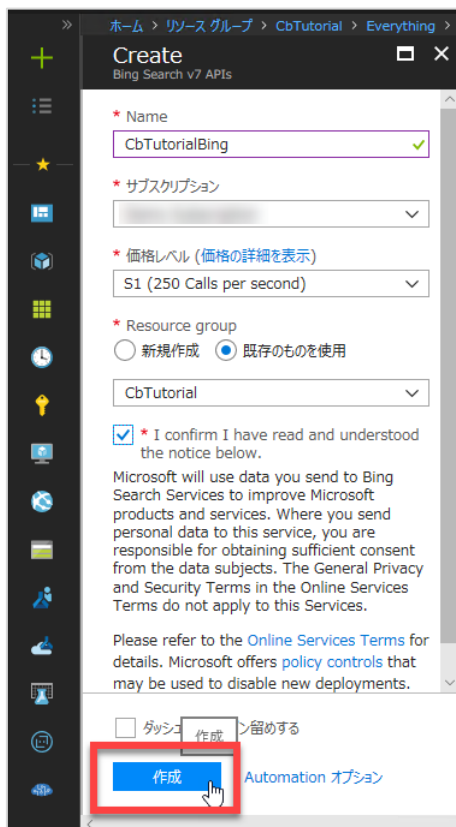 ホーム > リソース グループ > CbTutorial > Everything >
Create
Bing Search v7 APIs
* Name
CbTutorialBing
* サブスクリプション
* 価格レベル (価格の詳細を表示)
S1 (250 Calls per second)
* Resource group
新規作成 既存のものを使用
CbTutorial
* I confirm I have read and understood
the notice below.
Microsoft will use data you send to Bing
Search Services to improve Microsoft
products and services. Where you send
personal data to this service, you are
responsible for obtaining sufficient consent
from the data subjects. The General Privacy
and Security Terms in the Online Services
Terms do not apply to this Services.
Please refer to the Online Services Terms for
details. Microsoft offers policy controls that
may be used to disable new deployments.
ダッシュ ン留めする
作成
作成 Automation オプション